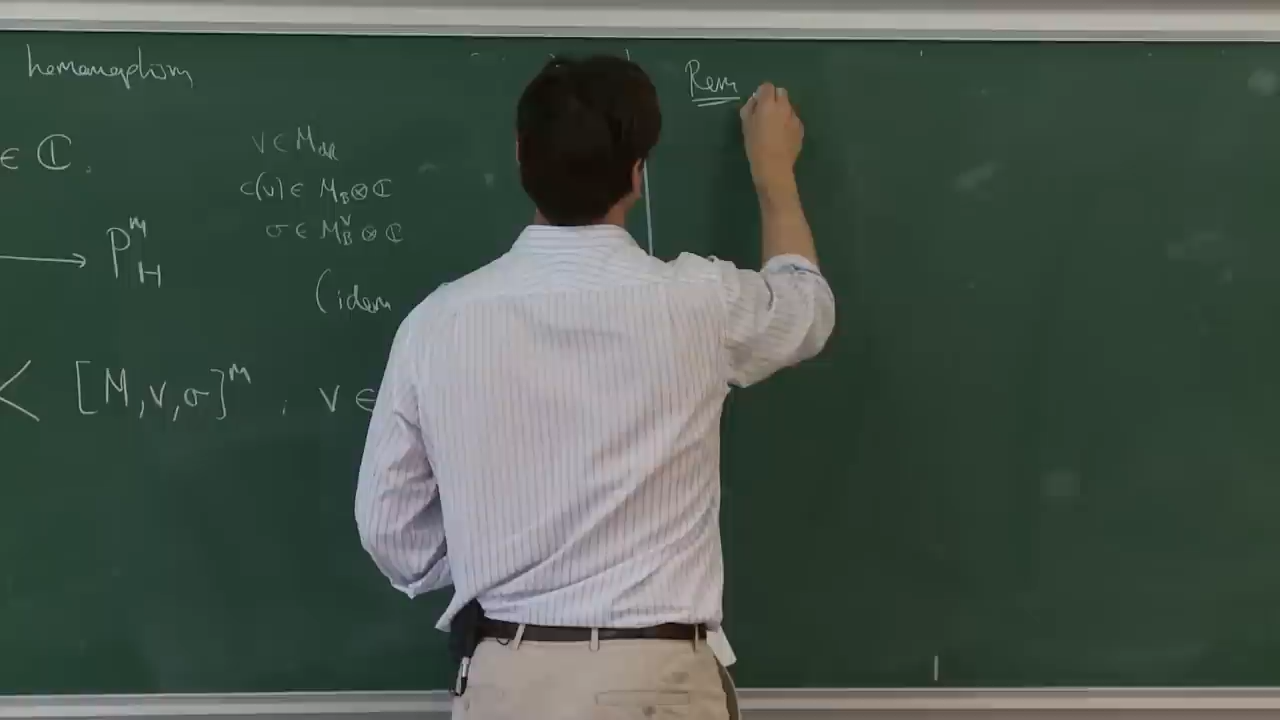 homomorphism
∈ ℂ.
v ∈ M_dR
c(v) ∈ M_B ⊗ ℂ
σ ∈ M_B^∨ ⊗ ℂ
⟶ P_H^m
(idem
< [M, v, σ]^m , v ∈
Rem